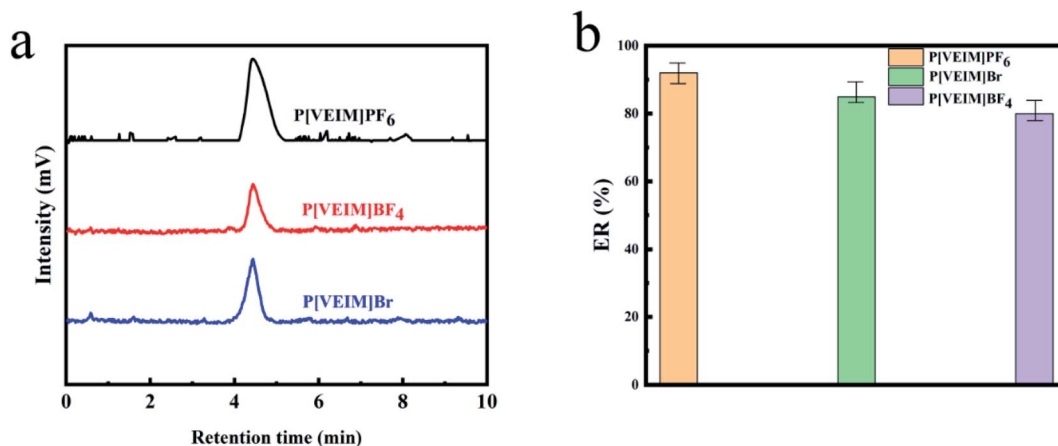 a
P[VEIM]PF6
P[VEIM]BF4
P[VEIM]Br
Intensity (mV)
0 2 4 6 8 10
Retention time (min)
b
100
80
60
40
20
0
ER (%)
P[VEIM]PF6
P[VEIM]Br
P[VEIM]BF4